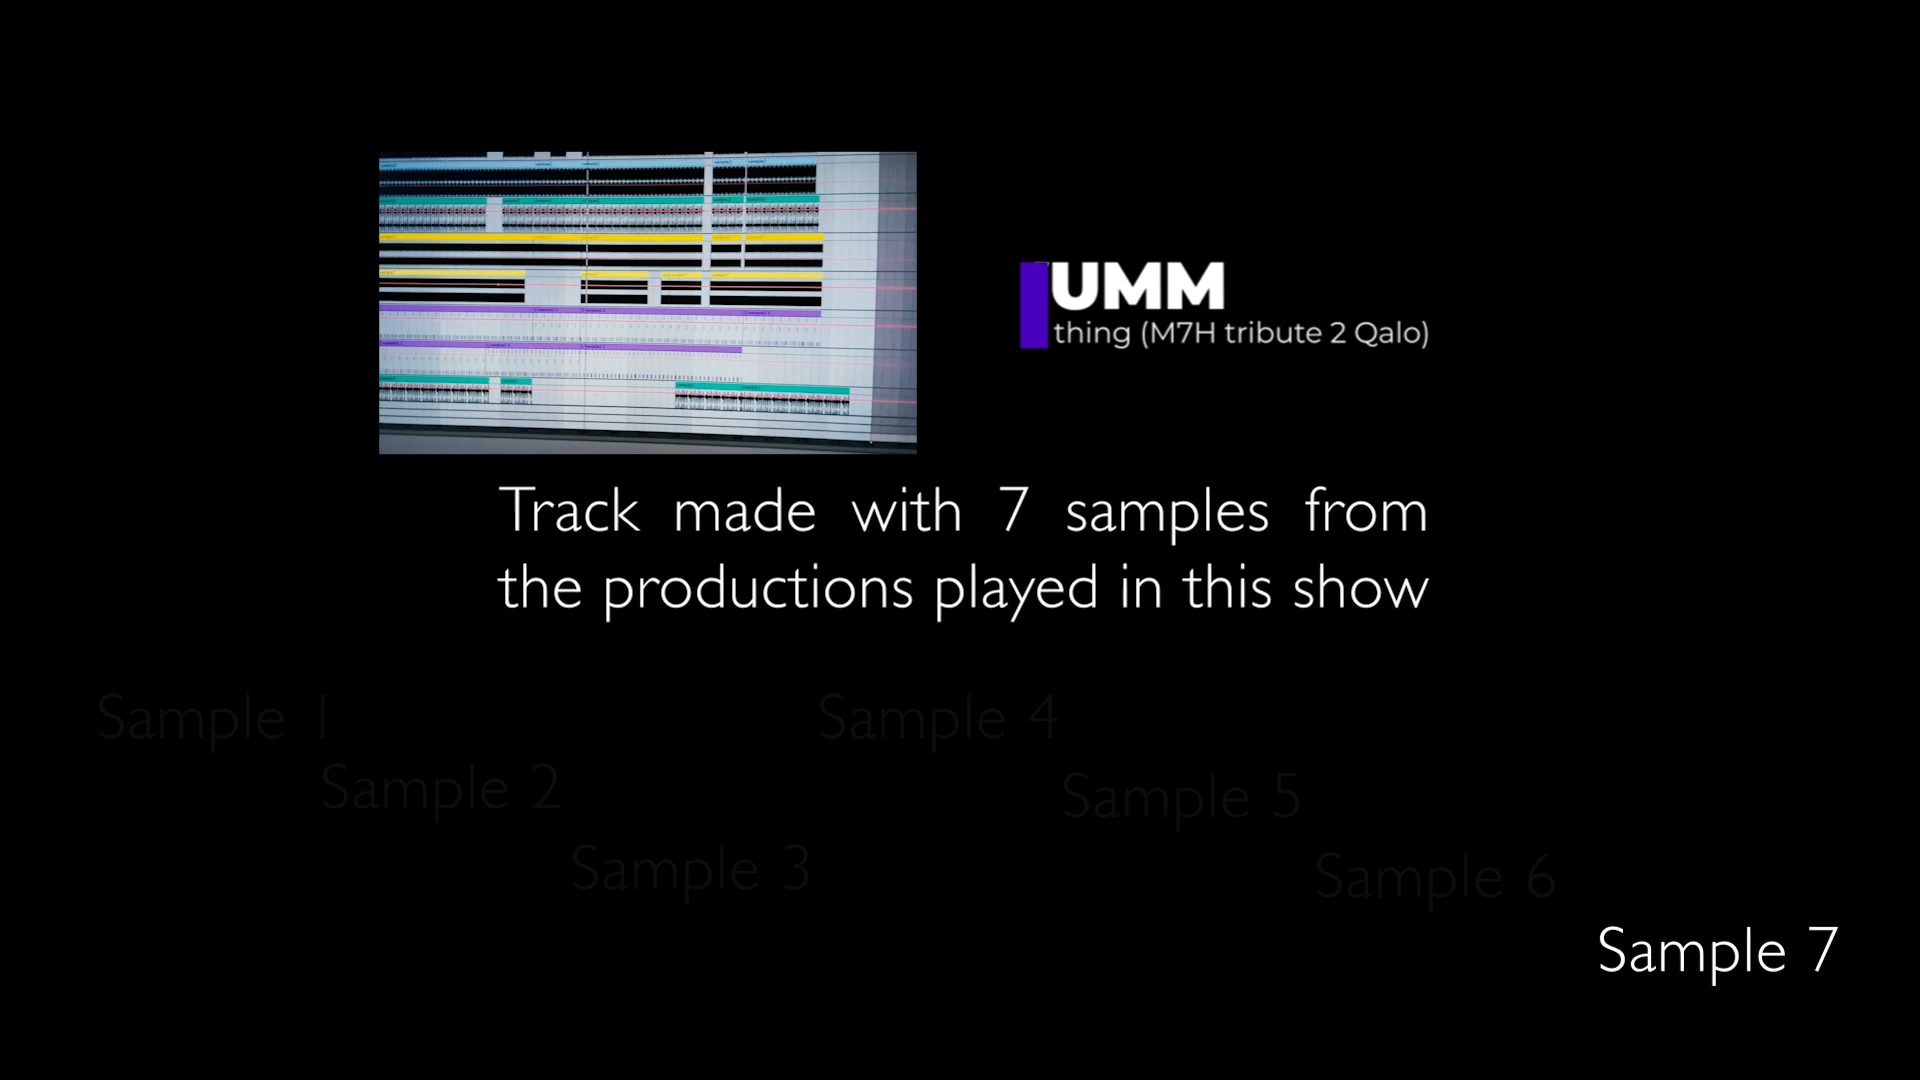 UMM
thing (M7H tribute 2 Qalo)
Track made with 7 samples from
the productions played in this show
Sample 1
Sample 4
Sample 2
Sample 5
Sample 3
Sample 6
Sample 7